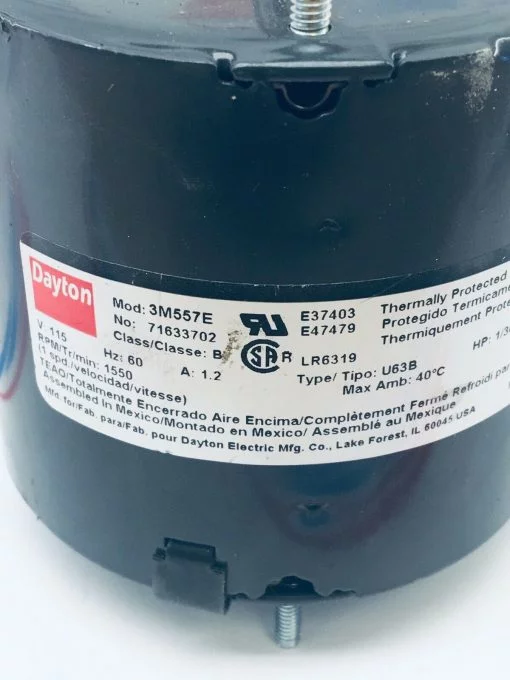 Dayton
Mod: 3M557E
No: 71633702
Class/Classe: B
E37403
E47479
LR6319
Type/ Tipo: U63B
Max Amb: 40°C
Thermally Protected
Protegido Termicame
Thermiquement Prote
HP: 1/3
V: 115
Hz: 60
A: 1.2
RPM/Tr/min: 1550
(1 spd./velocidad/vitesse)
TEAO/Totalmente Encerrado Aire Encima/Complètement Fermé Refroidi par
Assembled In Mexico/Montado en Mexico/ Assemblé au Mexique
Mfd. for/Fab. para/Fab. pour Dayton Electric Mfg. Co., Lake Forest, IL 60045 USA